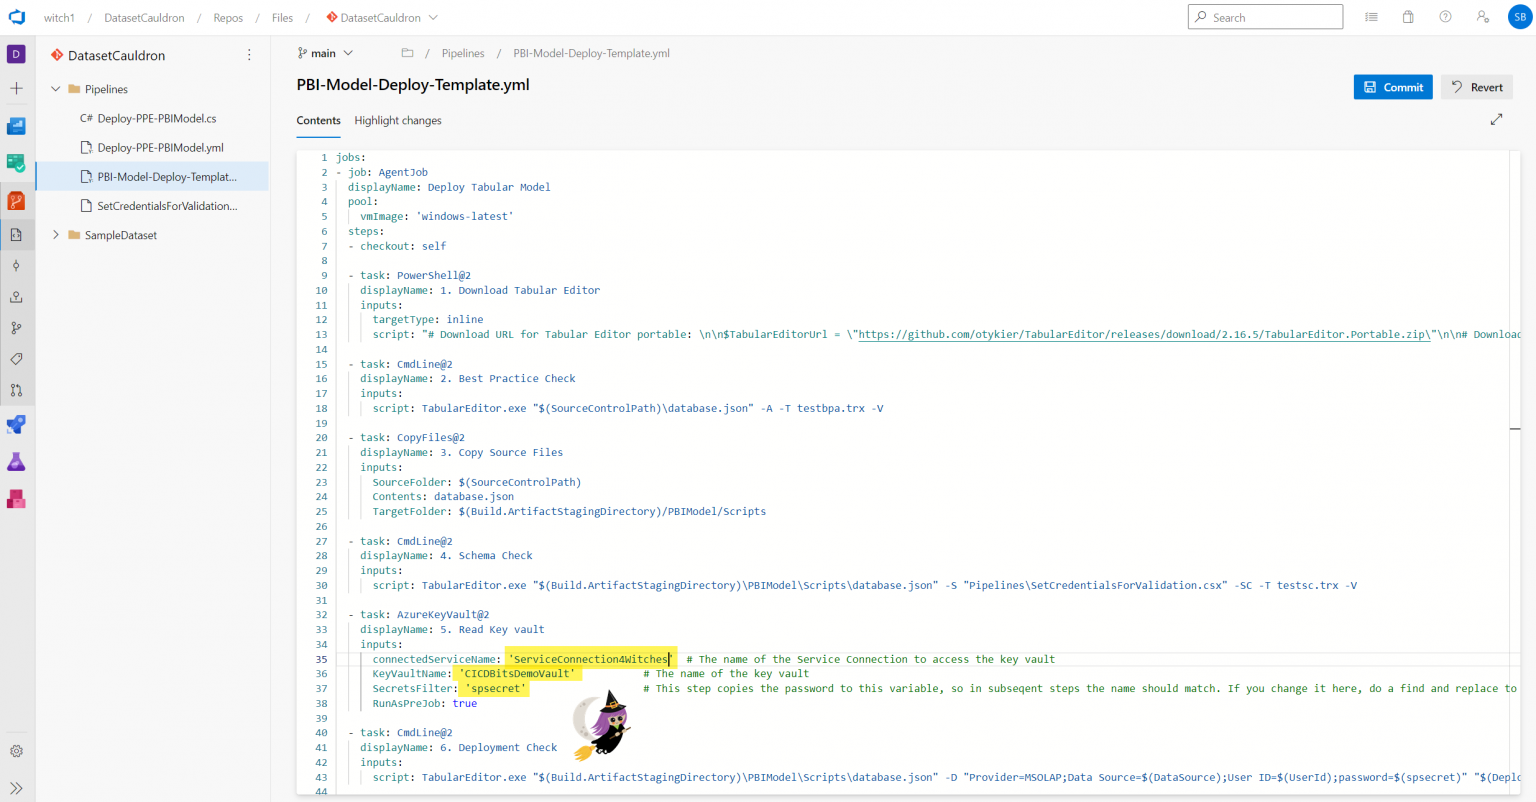 witch1 / DatasetCauldron / Repos / Files / DatasetCauldron
Search
SB
D
DatasetCauldron
Pipelines
C# Deploy-PPE-PBIModel.cs
Deploy-PPE-PBIModel.yml
PBI-Model-Deploy-Templat...
SetCredentialsForValidation...
SampleDataset
main / Pipelines / PBI-Model-Deploy-Template.yml
PBI-Model-Deploy-Template.yml
Commit
Revert
Contents
Highlight changes
1 jobs:
2 - job: AgentJob
3 displayName: Deploy Tabular Model
4 pool:
5 vmImage: 'windows-latest'
6 steps:
7 - checkout: self
8
9 - task: PowerShell@2
10 displayName: 1. Download Tabular Editor
11 inputs:
12 targetType: inline
13 script: "# Download URL for Tabular Editor portable: \n\n$TabularEditorUrl = \"https://github.com/otykier/TabularEditor/releases/download/2.16.5/TabularEditor.Portable.zip\"\n\n# Download
14
15 - task: CmdLine@2
16 displayName: 2. Best Practice Check
17 inputs:
18 script: TabularEditor.exe "$(SourceControlPath)\database.json" -A -T testbpa.trx -V
19
20 - task: CopyFiles@2
21 displayName: 3. Copy Source Files
22 inputs:
23 SourceFolder: $(SourceControlPath)
24 Contents: database.json
25 TargetFolder: $(Build.ArtifactStagingDirectory)/PBIModel/Scripts
26
27 - task: CmdLine@2
28 displayName: 4. Schema Check
29 inputs:
30 script: TabularEditor.exe "$(Build.ArtifactStagingDirectory)\PBIModel\Scripts\database.json" -S "Pipelines\SetCredentialsForValidation.csx" -SC -T testsc.trx -V
31
32 - task: AzureKeyVault@2
33 displayName: 5. Read Key vault
34 inputs:
35 connectedServiceName: 'ServiceConnection4Witches' # The name of the Service Connection to access the key vault
36 KeyVaultName: 'CICDBitsDemoVault' # The name of the key vault
37 SecretsFilter: 'spsecret' # This step copies the password to this variable, so in subseqent steps the name should match. If you change it here, do a find and replace to
38 RunAsPreJob: true
39
40 - task: CmdLine@2
41 displayName: 6. Deployment Check
42 inputs:
43 script: TabularEditor.exe "$(Build.ArtifactStagingDirectory)\PBIModel\Scripts\database.json" -D "Provider=MSOLAP;Data Source=$(DataSource);User ID=$(UserId);password=$(spsecret)" "$(Deplo
44